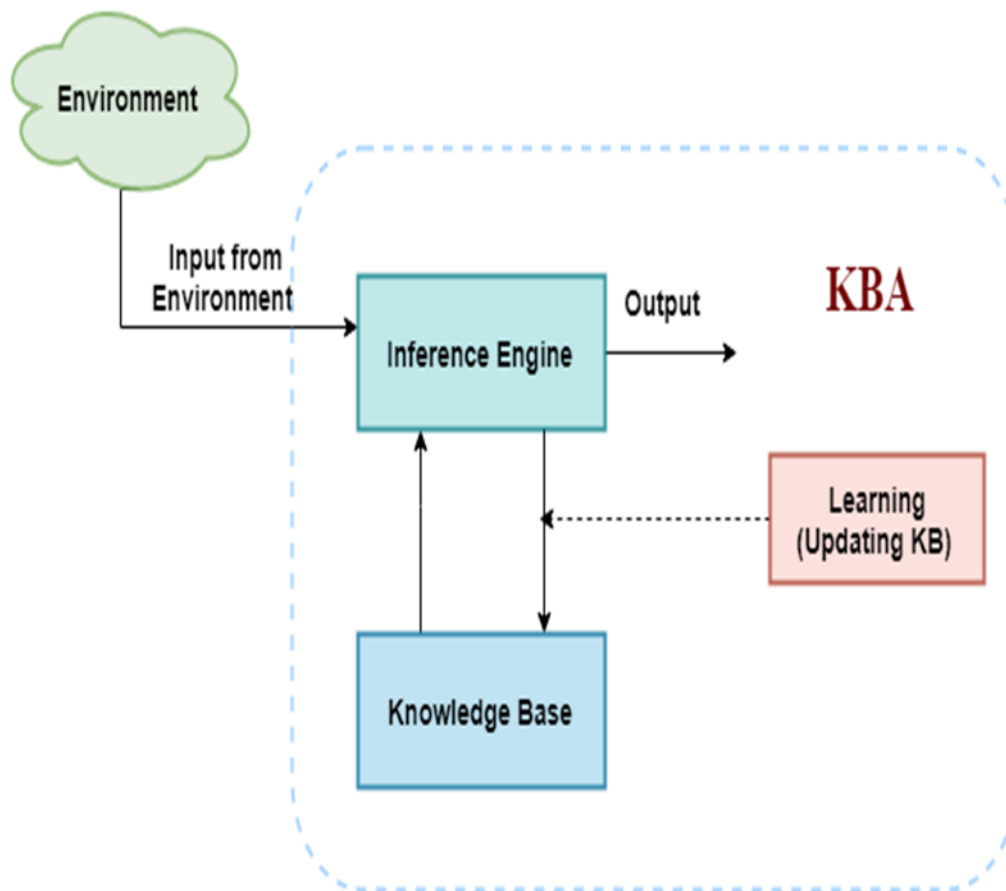 Environment
Input from
Environment
Output
KBA
Inference Engine
Learning
(Updating KB)
Knowledge Base